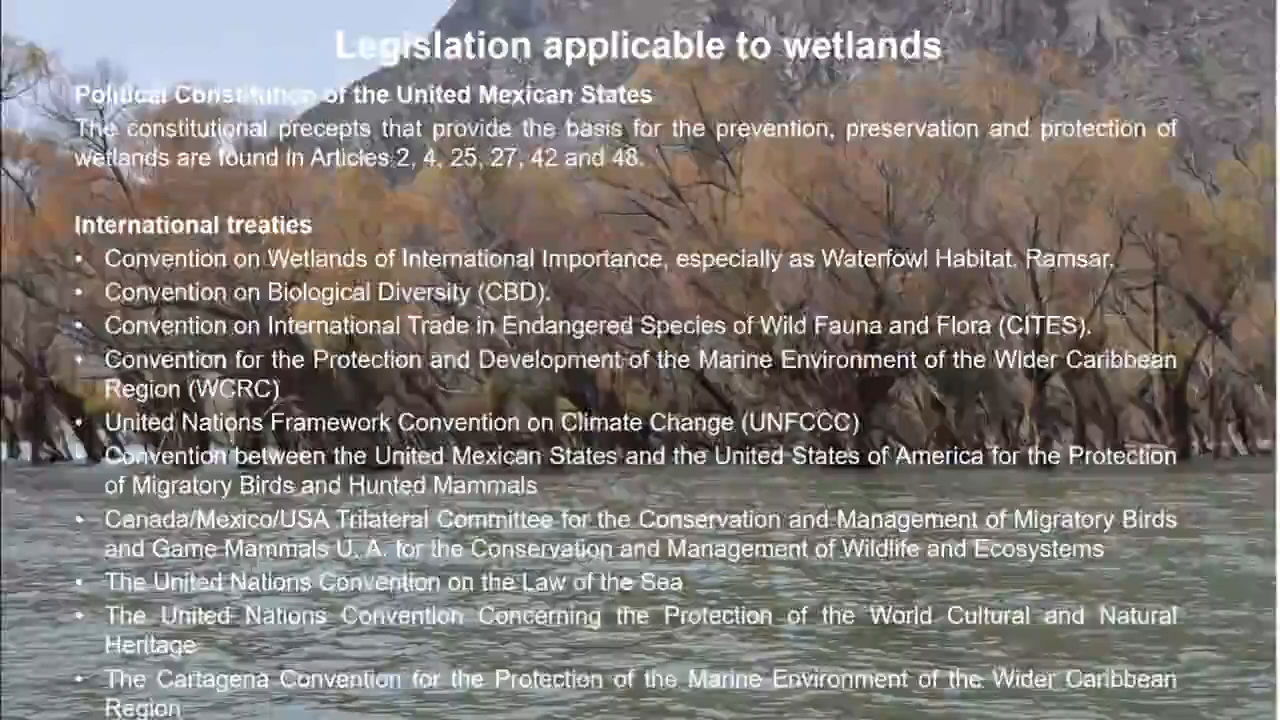 Legislation applicable to wetlands
Political Constitution of the United Mexican States
The constitutional precepts that provide the basis for the prevention, preservation and protection of
wetlands are found in Articles 2, 4, 25, 27, 42 and 48.
International treaties
• Convention on Wetlands of International Importance, especially as Waterfowl Habitat. Ramsar.
• Convention on Biological Diversity (CBD).
• Convention on International Trade in Endangered Species of Wild Fauna and Flora (CITES).
• Convention for the Protection and Development of the Marine Environment of the Wider Caribbean
Region (WCRC)
• United Nations Framework Convention on Climate Change (UNFCCC)
• Convention between the United Mexican States and the United States of America for the Protection
of Migratory Birds and Hunted Mammals
• Canada/Mexico/USA Trilateral Committee for the Conservation and Management of Migratory Birds
and Game Mammals U. A. for the Conservation and Management of Wildlife and Ecosystems
• The United Nations Convention on the Law of the Sea
• The United Nations Convention Concerning the Protection of the World Cultural and Natural
Heritage
• The Cartagena Convention for the Protection of the Marine Environment of the Wider Caribbean
Region